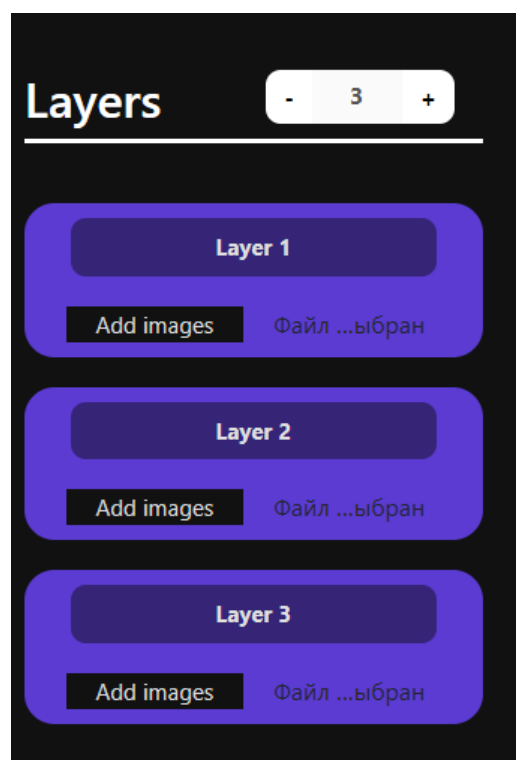 Layers - 3 +
Layer 1
Add images Файл ...ыбран
Layer 2
Add images Файл ...ыбран
Layer 3
Add images Файл ...ыбран